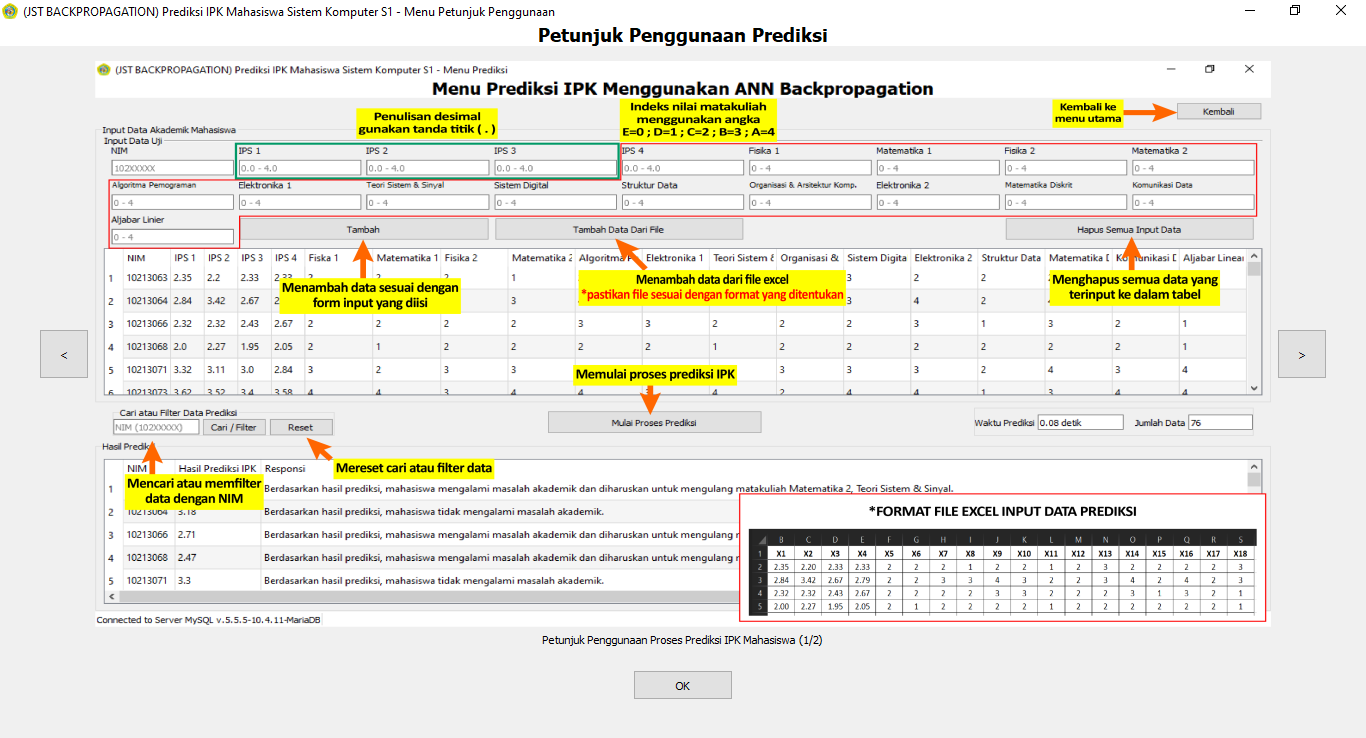 (JST BACKPROPAGATION) Prediksi IPK Mahasiswa Sistem Komputer S1 - Menu Petunjuk Penggunaan
Petunjuk Penggunaan Prediksi
(JST BACKPROPAGATION) Prediksi IPK Mahasiswa Sistem Komputer S1 - Menu Prediksi
Menu Prediksi IPK Menggunakan ANN Backpropagation
Penulisan desimal
gunakan tanda titik ( . )
Indeks nilai matakuliah
menggunakan angka
E=0 ; D=1 ; C=2 ; B=3 ; A=4
Kembali ke
menu utama
Kembali
Input Data Akademik Mahasiswa
Input Data Uji
NIM IPS 1 IPS 2 IPS 3 IPS 4 Fisika 1 Matematika 1 Fisika 2 Matematika 2
102XXXXX 0.0 - 4.0 0.0 - 4.0 0.0 - 4.0 0.0 - 4.0 0 - 4 0 - 4 0 - 4 0 - 4
Algoritma Pemograman Elektronika 1 Teori Sistem & Sinyal Sistem Digital Struktur Data Organisasi & Arsitektur Komp. Elektronika 2 Matematika Diskrit Komunikasi Data
0 - 4 0 - 4 0 - 4 0 - 4 0 - 4 0 - 4 0 - 4 0 - 4 0 - 4
Aljabar Linier
0 - 4
Tambah Tambah Data Dari File Hapus Semua Input Data
NIM IPS 1 IPS 2 IPS 3 IPS 4 Fiska 1 Matematika 1 Fisika 2 Matematika 2 Algoritma Elektronika 1 Teori Sistem & Organisasi & Sistem Digita Elektronika 2 Struktur Data Matematika Aljabar Linear
1 10213063 2.35 2.2 2.33 2.33 1
Menambah data sesuai dengan
form input yang diisi
Menambah data dari file excel
*pastikan file sesuai dengan format yang ditentukan
Menghapus semua data yang
terinput ke dalam tabel
2 10213064 2.84 3.42 2.67 3 3 4 2
3 10213066 2.32 2.32 2.43 2.67 2 2 2 2 3 3 2 2 2 3 1 3 2 1
4 10213068 2.0 2.27 1.95 2.05 2 1 2 2 2 2 1 2 2 2 2 2 2 1
5 10213071 3.32 3.11 3.0 2.84 3 2 3 3 3 3 3 2 4 3 4
6 10213073 3.62 3.52 3.4 3.58 4 4 3 4 4 4 2 4 4 1 3 4 4
Memulai proses prediksi IPK
Cari atau Filter Data Prediksi
NIM (102XXXXX) Cari / Filter Reset Mulai Proses Prediksi Waktu Prediksi 0.08 detik Jumlah Data 76
Hasil Prediksi
Mereset cari atau filter data
NIM Hasil Prediksi IPK Responsi
Mencari atau memfilter
data dengan NIM
1 Berdasarkan hasil prediksi, mahasiswa mengalami masalah akademik dan diharuskan untuk mengulang matakuliah Matematika 2, Teori Sistem & Sinyal.
2 10213064 3.18 Berdasarkan hasil prediksi, mahasiswa tidak mengalami masalah akademik.
3 10213066 2.71 Berdasarkan hasil prediksi, mahasiswa mengalami masalah akademik dan diharuskan untuk mengulang
4 10213068 2.47 Berdasarkan hasil prediksi, mahasiswa mengalami masalah akademik dan diharuskan untuk mengulang
5 10213071 3.3 Berdasarkan hasil prediksi, mahasiswa tidak mengalami masalah akademik.
*FORMAT FILE EXCEL INPUT DATA PREDIKSI
B C D E F G H I J K L M N O P Q R S
1 X1 X2 X3 X4 X5 X6 X7 X8 X9 X10 X11 X12 X13 X14 X15 X16 X17 X18
2 2.35 2.20 2.33 2.33 2 2 2 1 2 2 1 2 3 2 2 2 2 3
3 2.84 3.42 2.67 2.79 2 2 3 3 4 3 2 2 3 4 2 4 2 3
4 2.32 2.32 2.43 2.67 2 2 2 2 3 3 2 2 2 3 1 3 2 1
5 2.00 2.27 1.95 2.05 2 1 2 2 2 2 1 2 2 2 2 2 2 1
Connected to Server MySQL v.5.5.5-10.4.11-MariaDB
Petunjuk Penggunaan Proses Prediksi IPK Mahasiswa (1/2)
< >
OK